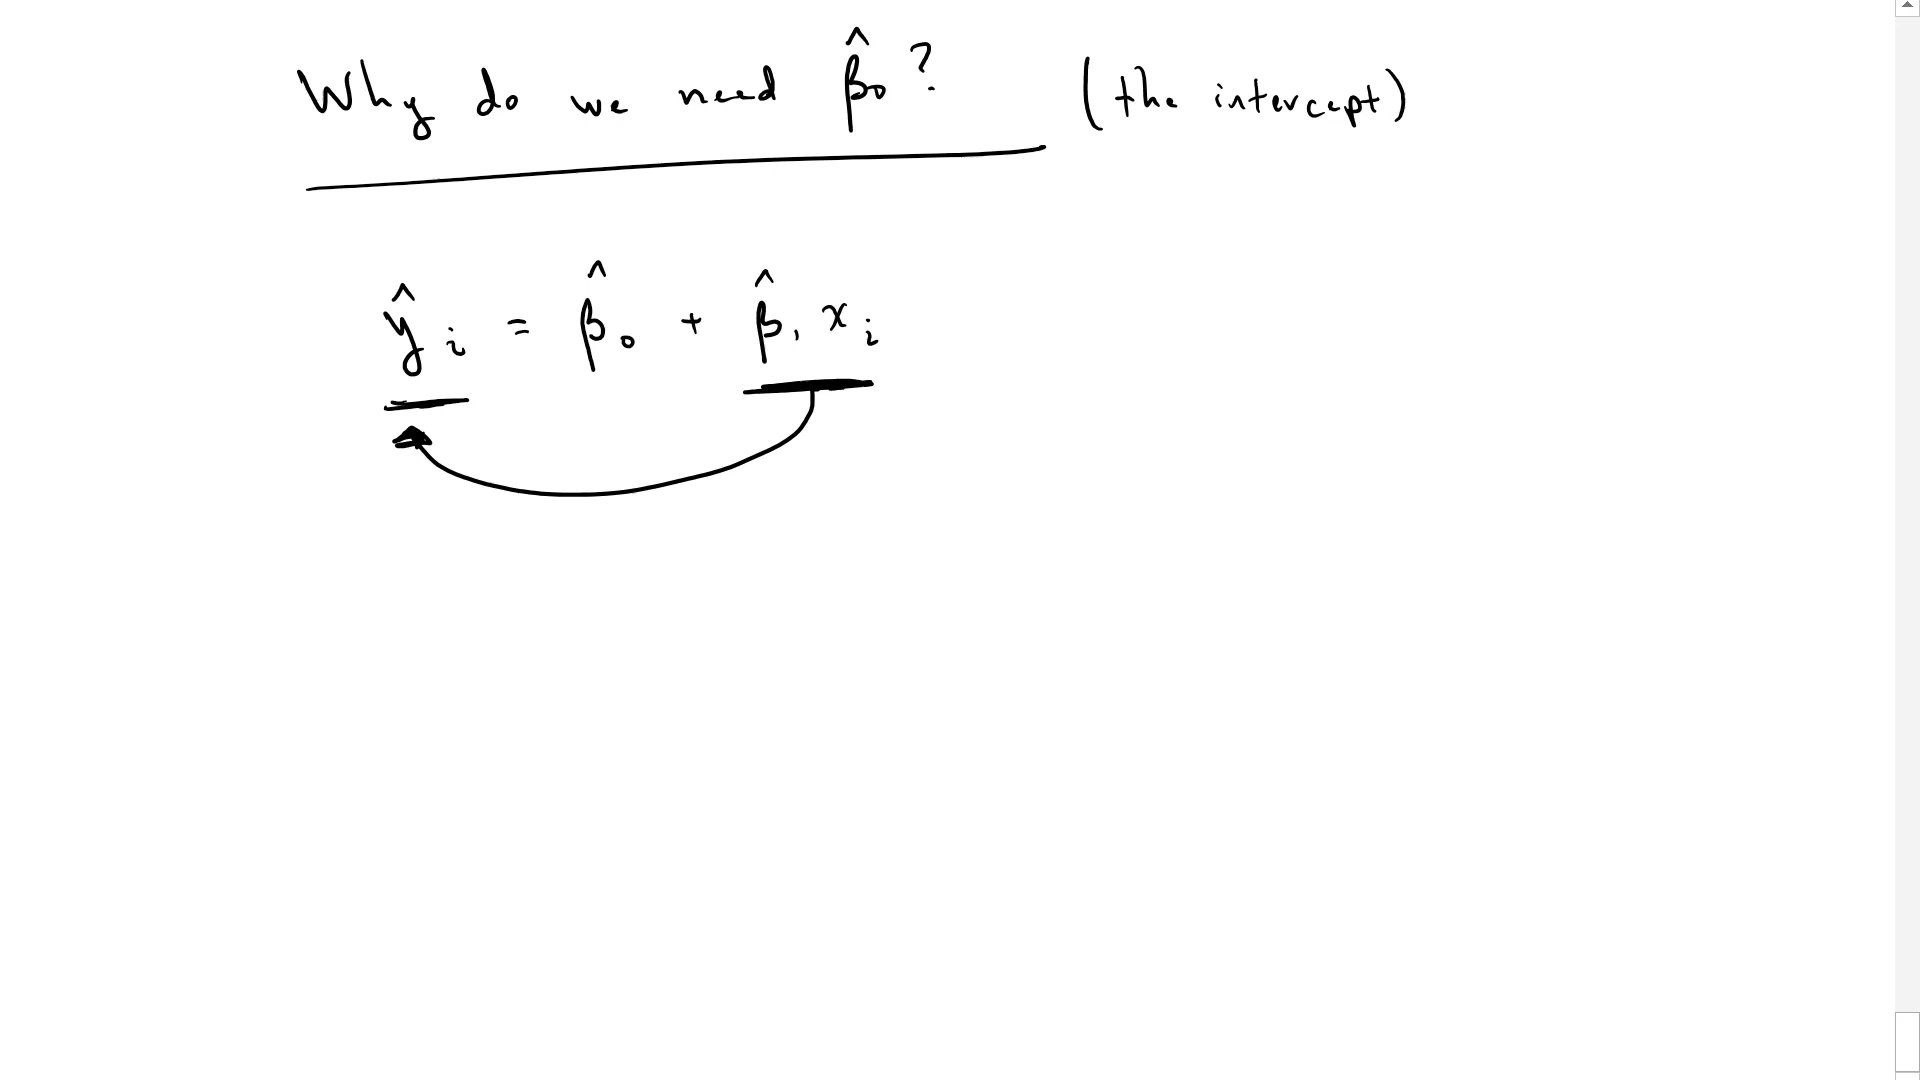 Why do we need β̂₀? (the intercept)
ŷᵢ = β̂₀ + β̂₁xᵢ